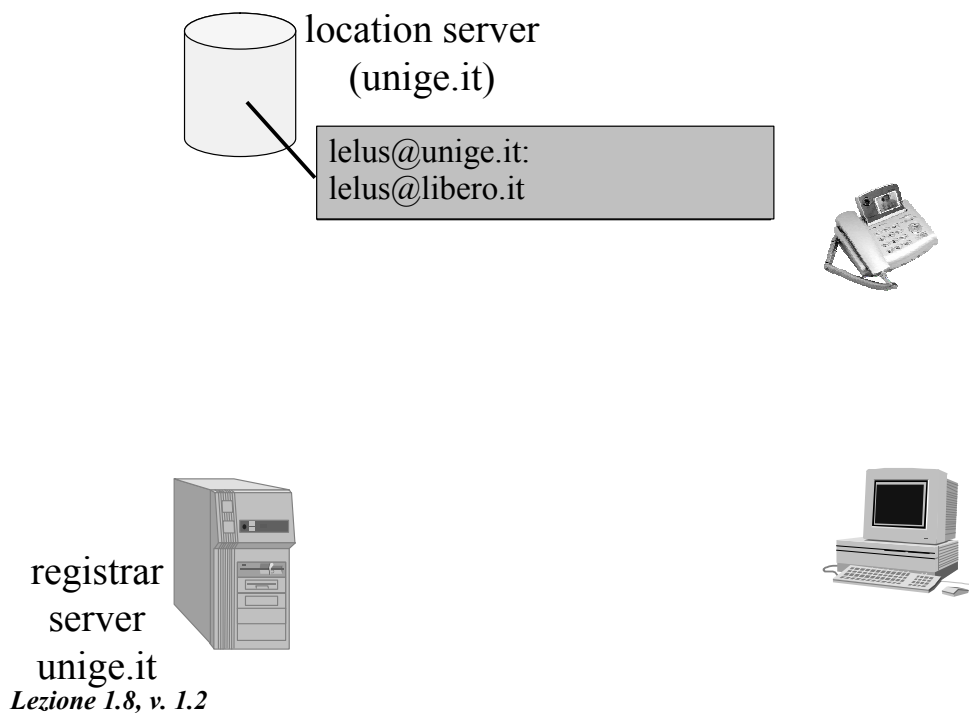 location server
(unige.it)
lelus@unige.it:
lelus@libero.it
registrar
server
unige.it
Lezione 1.8, v. 1.2